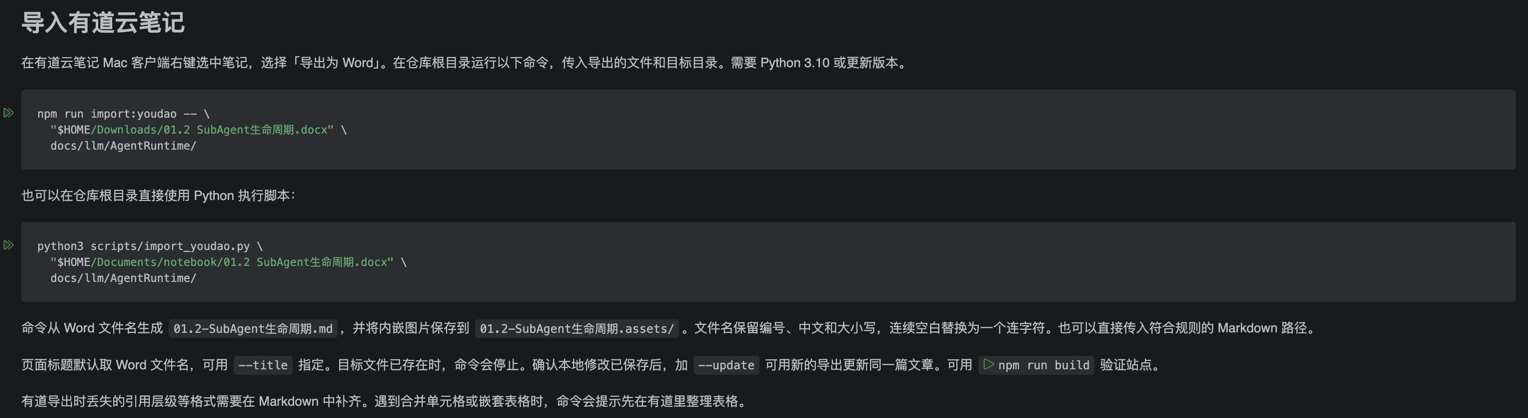 导入有道云笔记
在有道云笔记 Mac 客户端右键选中笔记，选择「导出为 Word」。在仓库根目录运行以下命令，传入导出的文件和目标目录。需要 Python 3.10 或更新版本。
npm run import:youdao -- \
"$HOME/Downloads/01.2 SubAgent生命周期.docx" \
docs/llm/AgentRuntime/
也可以在仓库根目录直接使用 Python 执行脚本：
python3 scripts/import_youdao.py \
"$HOME/Documents/notebook/01.2 SubAgent生命周期.docx" \
docs/llm/AgentRuntime/
命令从 Word 文件名生成 01.2-SubAgent生命周期.md ，并将内嵌图片保存到 01.2-SubAgent生命周期.assets/ 。文件名保留编号、中文和大小写，连续空白替换为一个连字符。也可以直接传入符合规则的 Markdown 路径。
页面标题默认取 Word 文件名，可用 --title 指定。目标文件已存在时，命令会停止。确认本地修改已保存后，加 --update 可用新的导出更新同一篇文章。可用 npm run build 验证站点。
有道导出时丢失的引用层级等格式需要在 Markdown 中补齐。遇到合并单元格或嵌套表格时，命令会提示先在有道里整理表格。